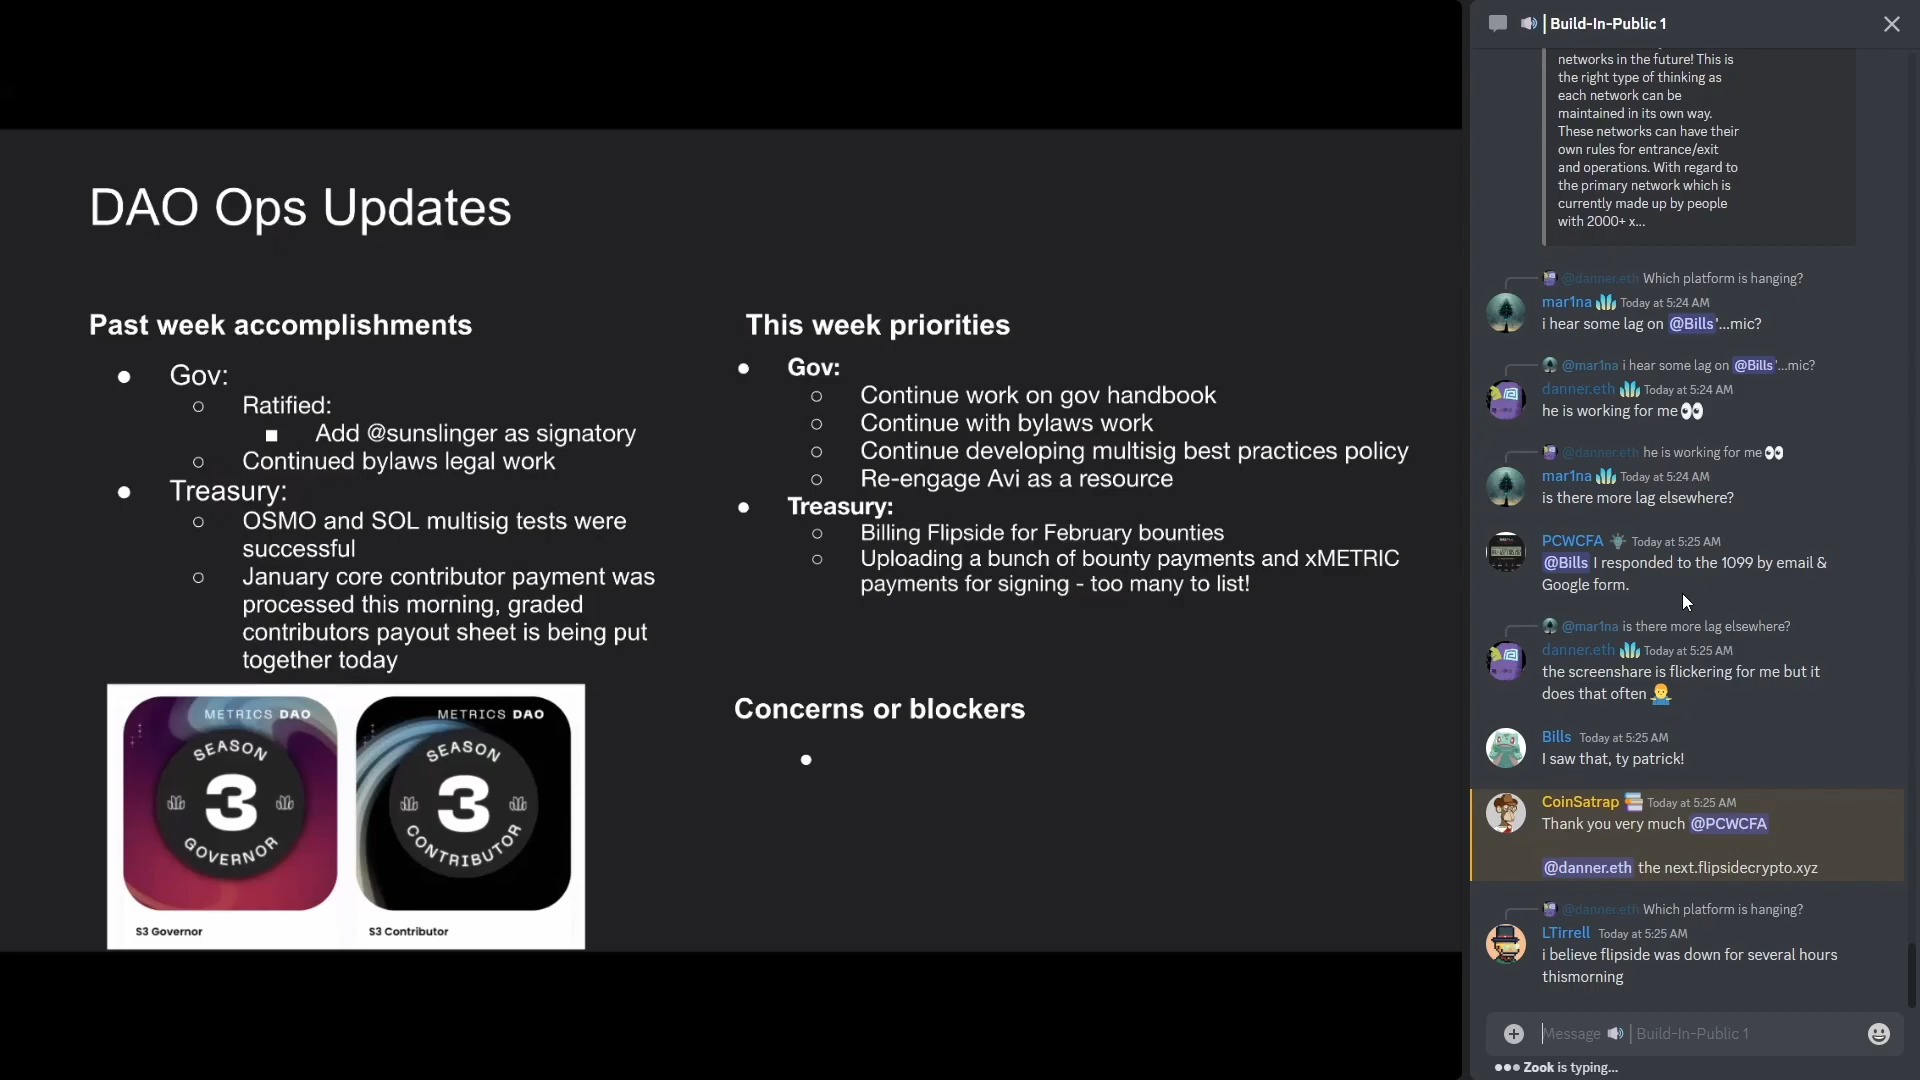 DAO Ops Updates
Past week accomplishments
● Gov:
○ Ratified:
■ Add @sunslinger as signatory
○ Continued bylaws legal work
● Treasury:
○ OSMO and SOL multisig tests were
successful
○ January core contributor payment was
processed this morning, graded
contributors payout sheet is being put
together today
METRICS DAO
SEASON
3
GOVERNOR
S3 Governor
METRICS DAO
SEASON
3
CONTRIBUTOR
S3 Contributor
This week priorities
● Gov:
○ Continue work on gov handbook
○ Continue with bylaws work
○ Continue developing multisig best practices policy
○ Re-engage Avi as a resource
● Treasury:
○ Billing Flipside for February bounties
○ Uploading a bunch of bounty payments and xMETRIC
payments for signing - too many to list!
Concerns or blockers
●
Build-In-Public 1
networks in the future! This is
the right type of thinking as
each network can be
maintained in its own way.
These networks can have their
own rules for entrance/exit
and operations. With regard to
the primary network which is
currently made up by people
with 2000+ x...
@danner.eth Which platform is hanging?
mar1na Today at 5:24 AM
i hear some lag on @Bills'...mic?
@mar1na i hear some lag on @Bills'...mic?
danner.eth Today at 5:24 AM
he is working for me 👀
@danner.eth he is working for me 👀
mar1na Today at 5:24 AM
is there more lag elsewhere?
PCWCFA Today at 5:25 AM
@Bills I responded to the 1099 by email &
Google form.
@mar1na is there more lag elsewhere?
danner.eth Today at 5:25 AM
the screenshare is flickering for me but it
does that often 🤷‍♂️
Bills Today at 5:25 AM
I saw that, ty patrick!
CoinSatrap Today at 5:25 AM
Thank you very much @PCWCFA
@danner.eth the next.flipsidecrypto.xyz
@danner.eth Which platform is hanging?
LTirrell Today at 5:25 AM
i believe flipside was down for several hours
thismorning
Message 🔊 | Build-In-Public 1
Zook is typing...